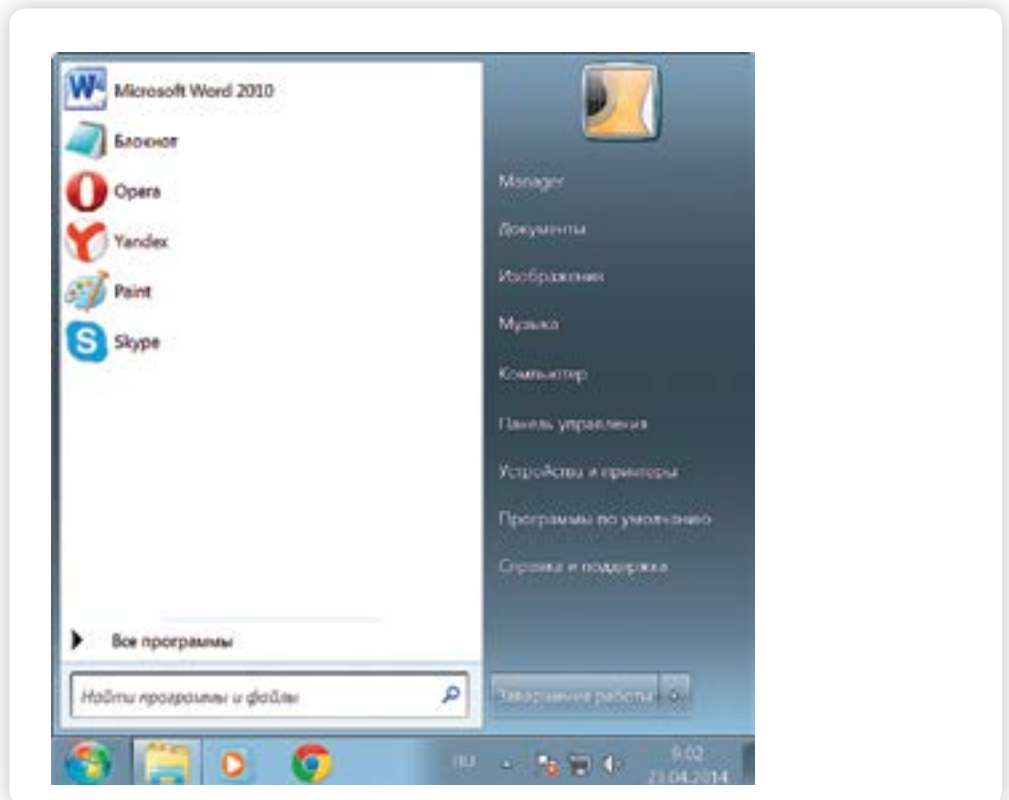 Microsoft Word 2010
Блокнот
Opera
Yandex
Paint
Skype
Все программы
Найти программы и файлы
Manager
Документы
Изображения
Музыка
Компьютер
Панель управления
Устройства и принтеры
Программы по умолчанию
Справка и поддержка
Завершение работы
RU
9:02
23.04.2014